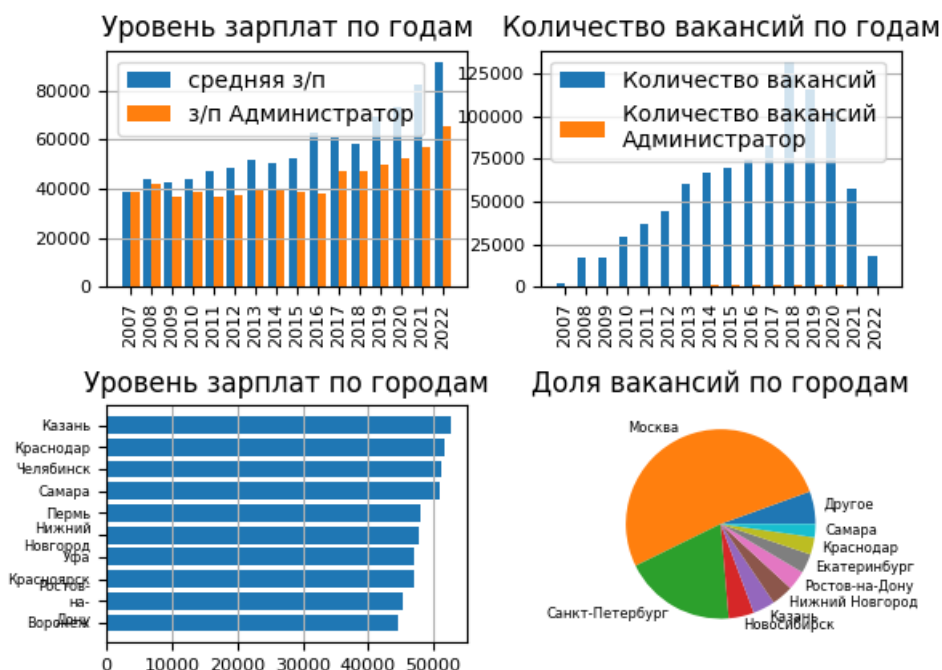 Уровень зарплат по годам
80000
60000
40000
20000
0
средняя з/п
з/п Администратор
2007
2008
2009
2010
2011
2012
2013
2014
2015
2016
2017
2018
2019
2020
2021
2022
Количество вакансий по годам
125000
100000
75000
50000
25000
0
Количество вакансий
Количество вакансий
Администратор
2007
2008
2009
2010
2011
2012
2013
2014
2015
2016
2017
2018
2019
2020
2021
2022
Уровень зарплат по городам
Казань
Краснодар
Челябинск
Самара
Пермь
Нижний
Новгород
Уфа
Красноярск
Ростов-
на-
Дону
Воронеж
0
10000
20000
30000
40000
50000
Доля вакансий по городам
Москва
Другое
Самара
Краснодар
Екатеринбург
Ростов-на-Дону
Нижний Новгород
Казань
Новосибирск
Санкт-Петербург